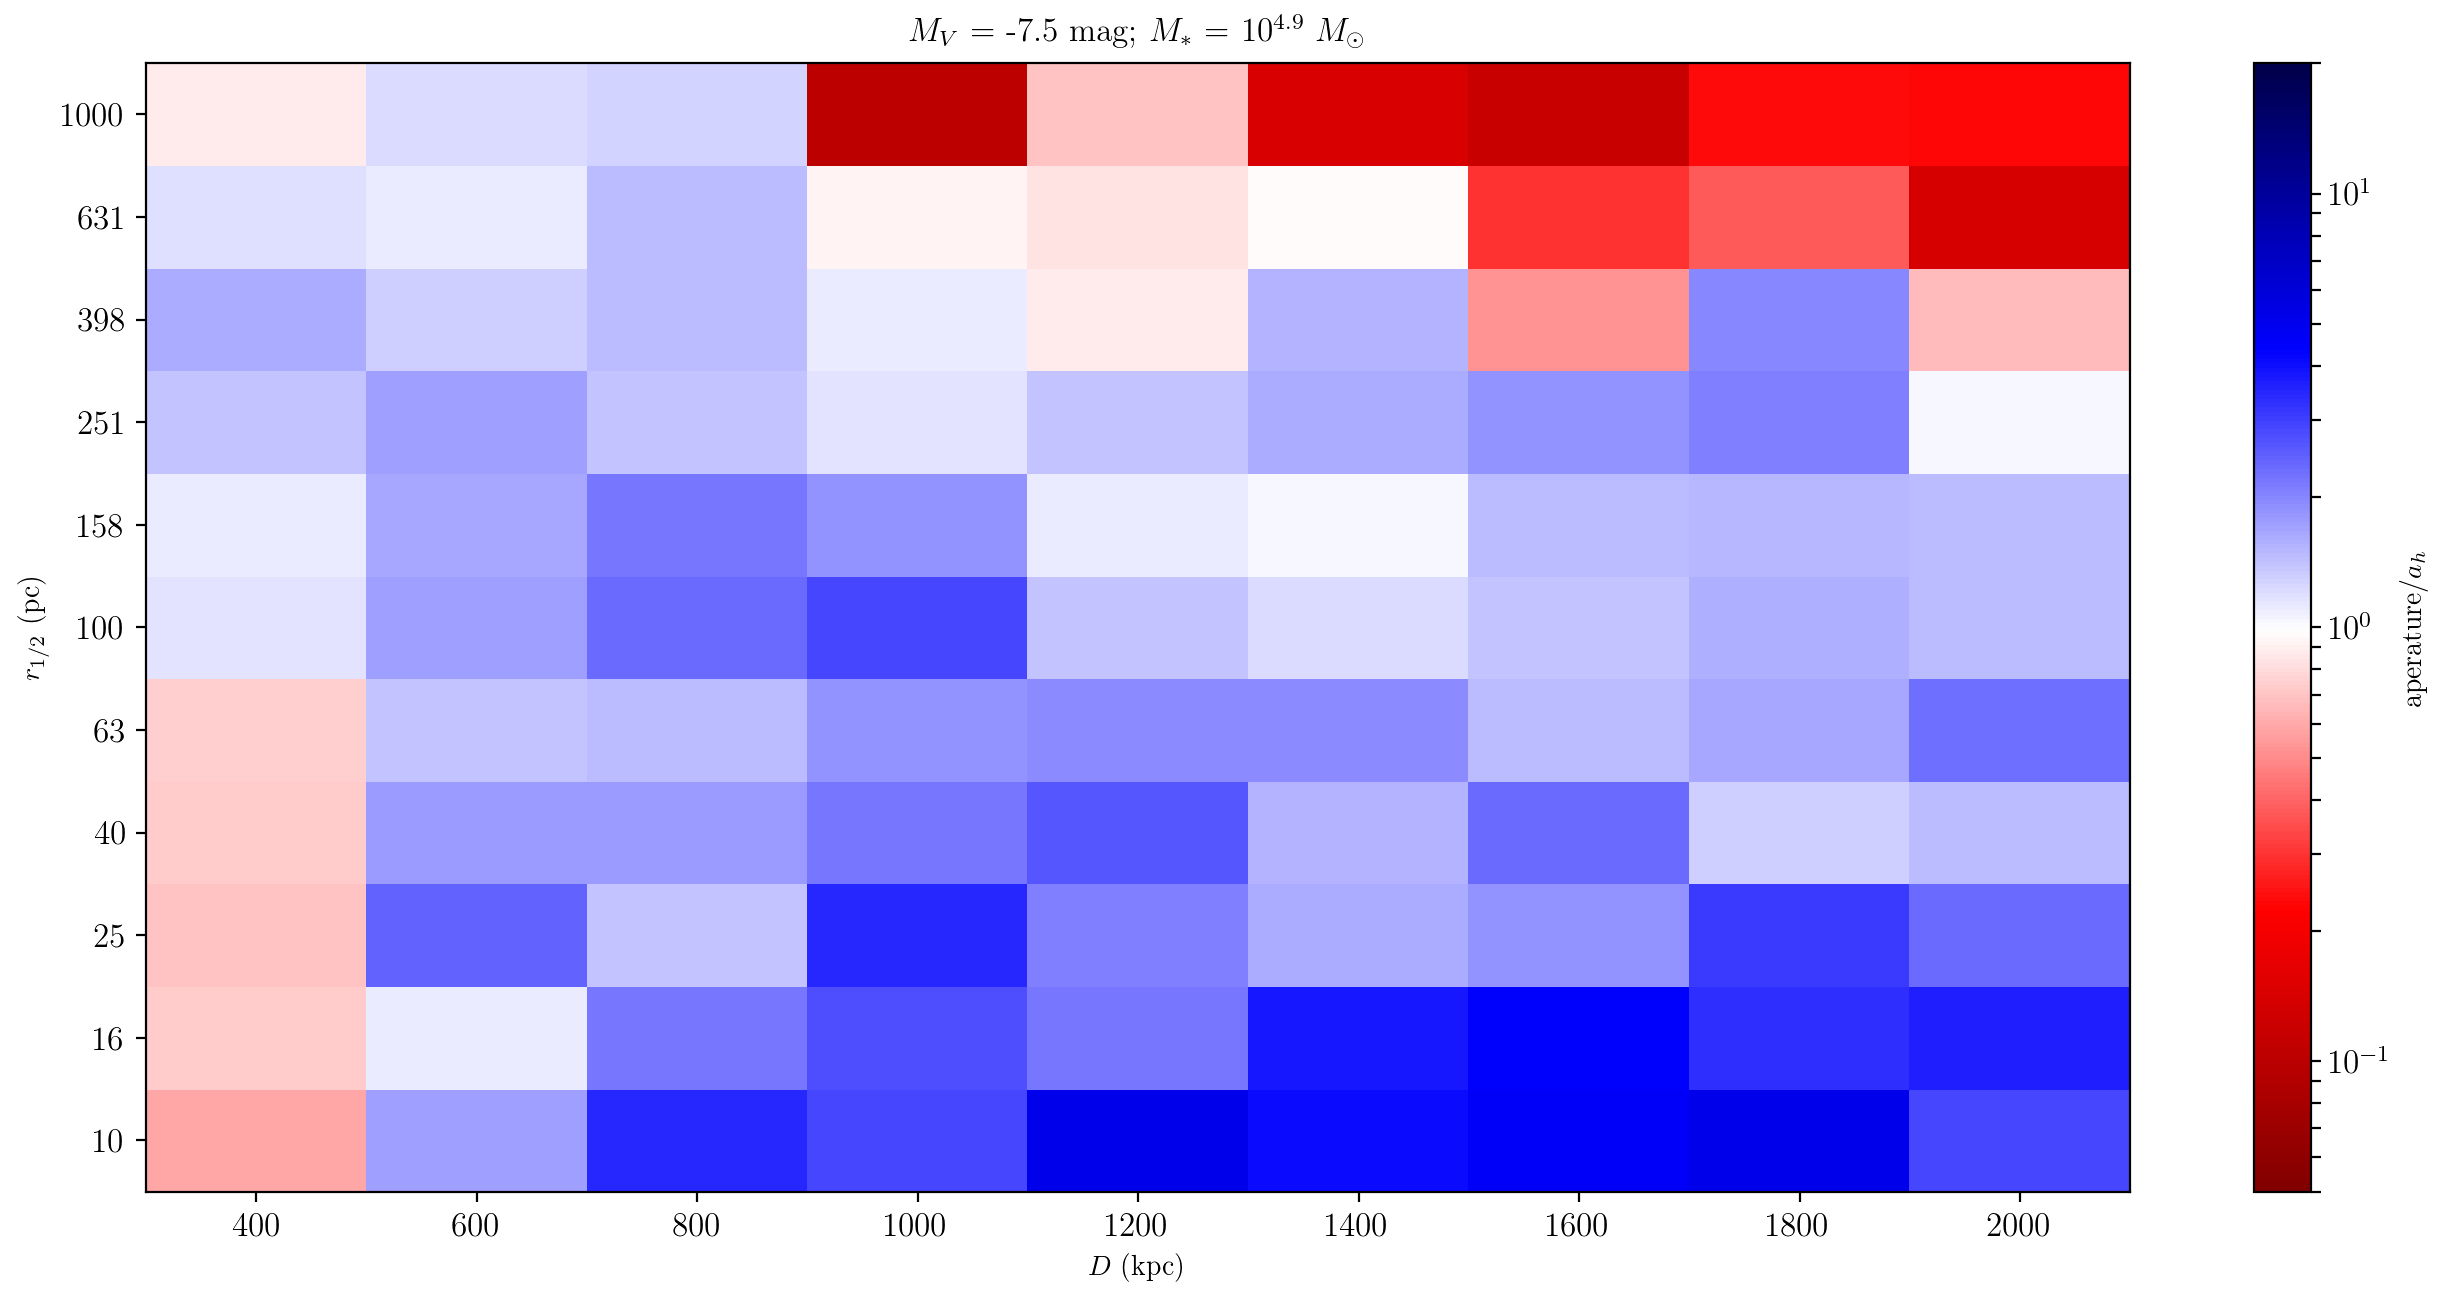 M_V = -7.5 mag; M_* = 10^{4.9} M_⊙
1000
631
398
251
158
100
63
40
25
16
10
r_{1/2} (pc)
400 600 800 1000 1200 1400 1600 1800 2000
D (kpc)
10^1
10^0
10^{-1}
aperature/a_h